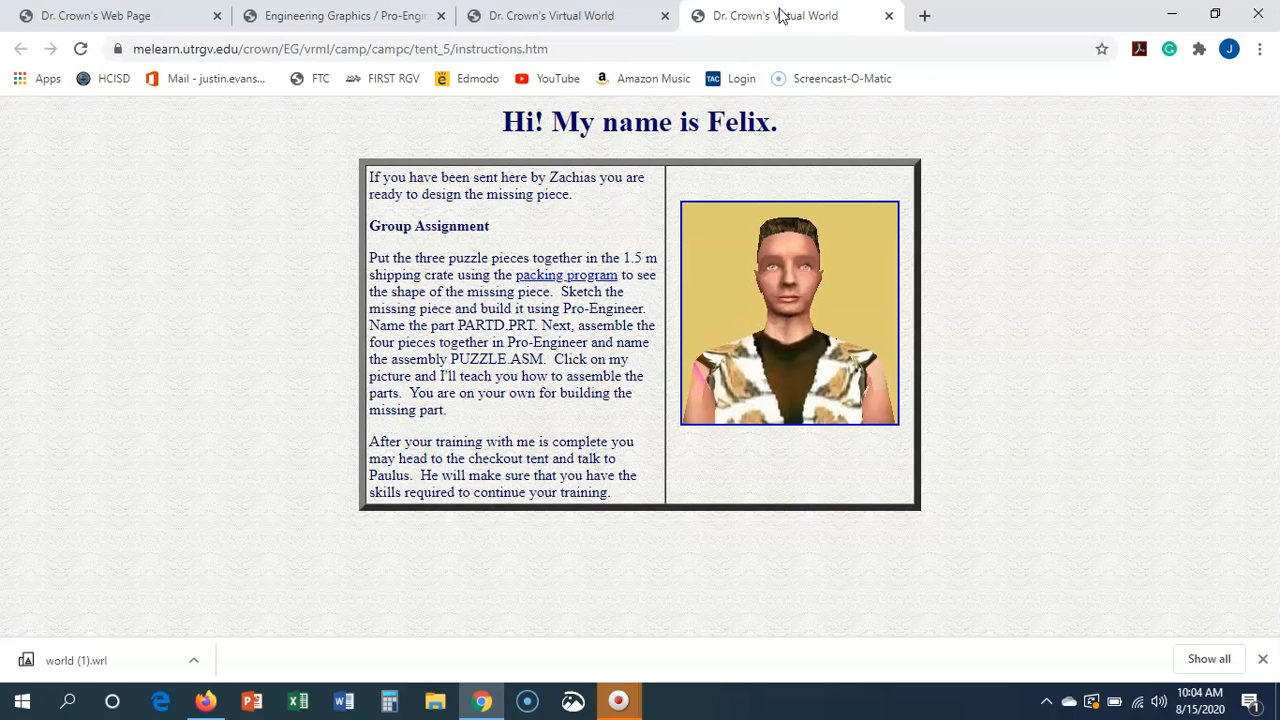 Dr. Crown's Web Page
Engineering Graphics / Pro-Engi
Dr. Crown's Virtual World
Dr. Crown's Virtual World
melearn.utrgv.edu/crown/EG/vrml/camp/campc/tent_5/instructions.htm
J
Apps
HCISD
Mail - justin.evans...
FTC
FIRST RGV
Edmodo
YouTube
Amazon Music
TAC
Login
Screencast-O-Matic
Hi! My name is Felix.
If you have been sent here by Zachias you are
ready to design the missing piece.
Group Assignment
Put the three puzzle pieces together in the 1.5 m
shipping crate using the packing program to see
the shape of the missing piece. Sketch the
missing piece and build it using Pro-Engineer.
Name the part PARTD.PRT. Next, assemble the
four pieces together in Pro-Engineer and name
the assembly PUZZLE.ASM. Click on my
picture and I'll teach you how to assemble the
parts. You are on your own for building the
missing part.
After your training with me is complete you
may head to the checkout tent and talk to
Paulus. He will make sure that you have the
skills required to continue your training.
world (1).wrl
Show all
10:04 AM
8/15/2020